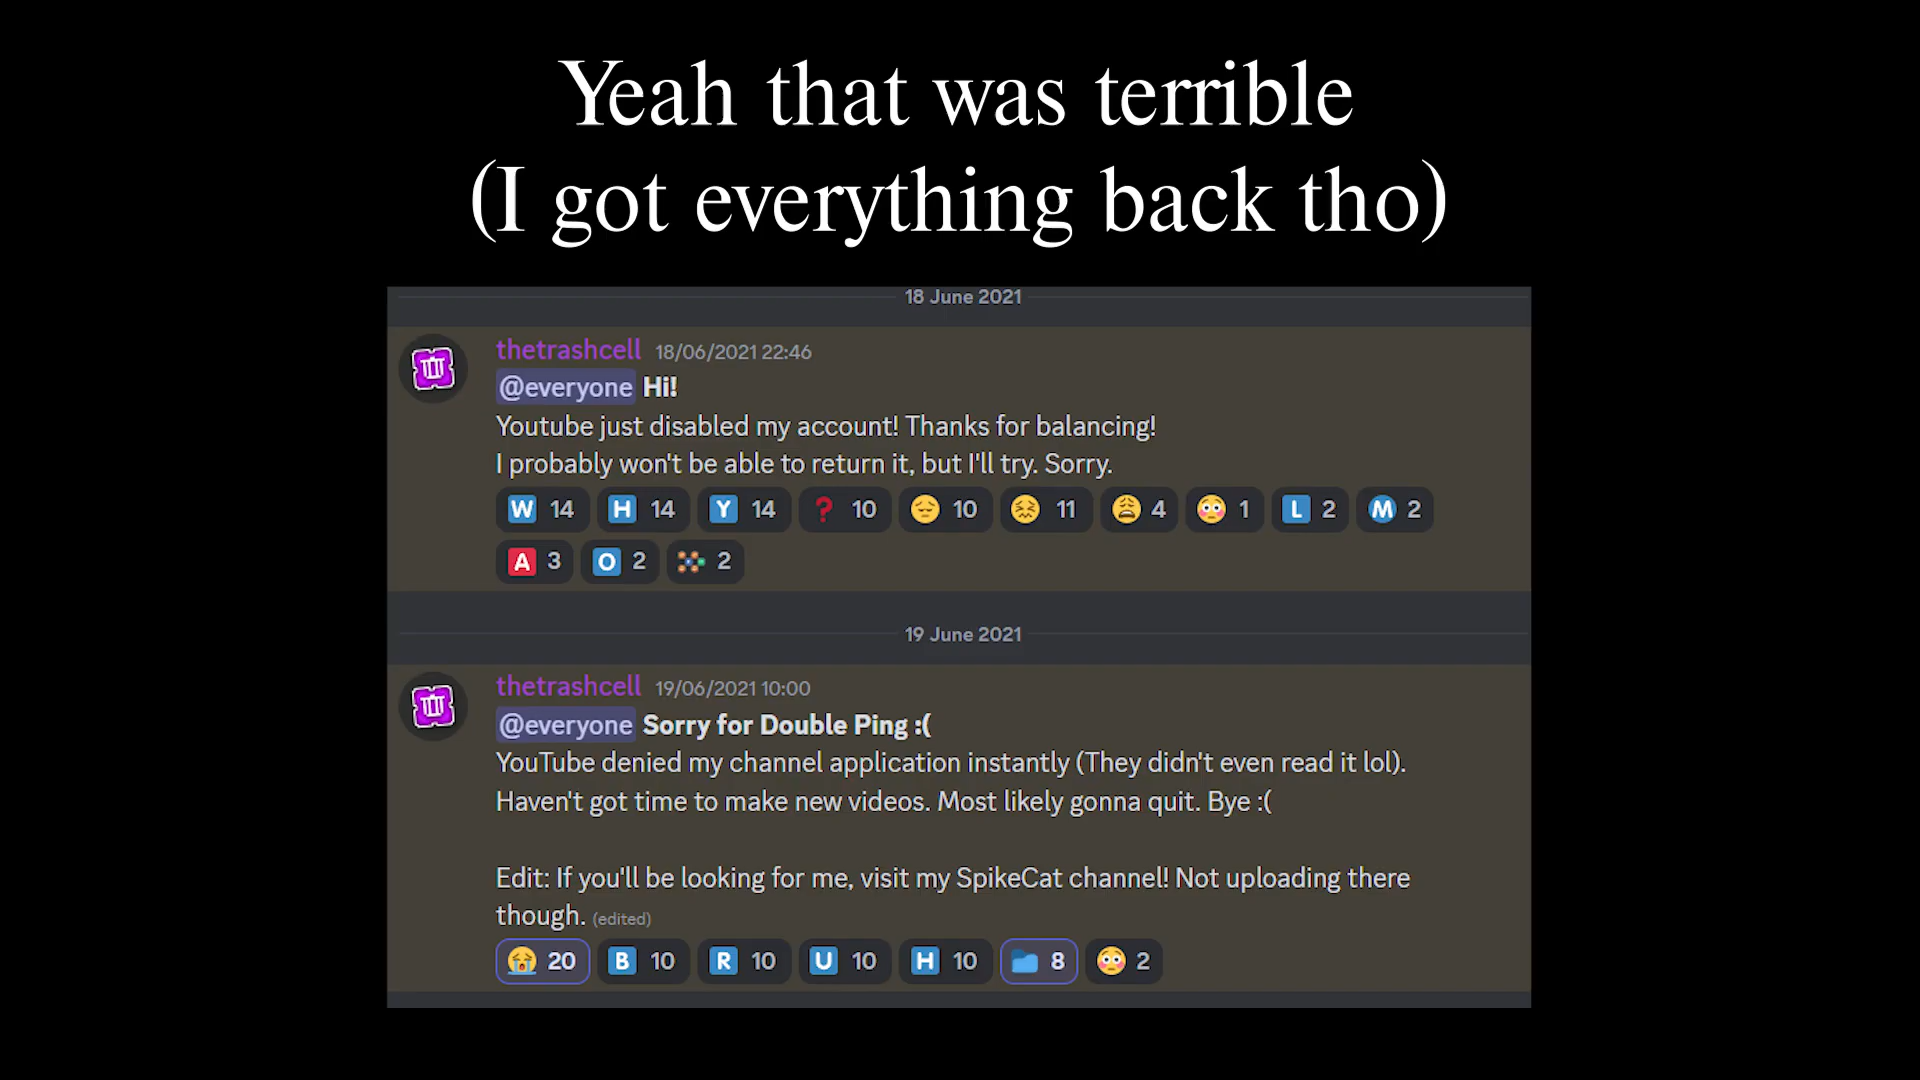 Yeah that was terrible
(I got everything back tho)
18 June 2021
thetrashcell 18/06/2021 22:46
@everyone Hi!
Youtube just disabled my account! Thanks for balancing!
I probably won't be able to return it, but I'll try. Sorry.
W 14 H 14 Y 14 ❓ 10 😔 10 😖 11 😩 4 😳 1 L 2 M 2
A 3 O 2 2
19 June 2021
thetrashcell 19/06/2021 10:00
@everyone Sorry for Double Ping :(
YouTube denied my channel application instantly (They didn't even read it lol).
Haven't got time to make new videos. Most likely gonna quit. Bye :(
Edit: If you'll be looking for me, visit my SpikeCat channel! Not uploading there
though. (edited)
😭 20 B 10 R 10 U 10 H 10 📁 8 😳 2